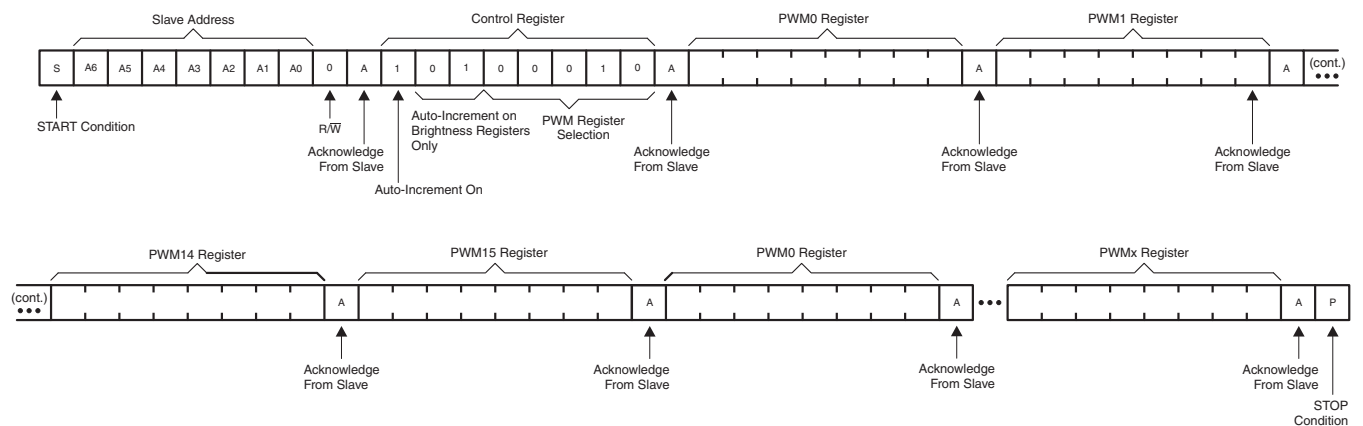 Slave Address
Control Register
PWM0 Register
PWM1 Register
S A6 A5 A4 A3 A2 A1 A0 0 A 1 0 1 0 0 0 1 0 A A A (cont.)
START Condition
R/W̅
Acknowledge
From Slave
Auto-Increment On
Auto-Increment on
Brightness Registers
Only
PWM Register
Selection
Acknowledge
From Slave
Acknowledge
From Slave
Acknowledge
From Slave
PWM14 Register
PWM15 Register
PWM0 Register
PWMx Register
(cont.) A A A A P
Acknowledge
From Slave
Acknowledge
From Slave
Acknowledge
From Slave
Acknowledge
From Slave
STOP
Condition